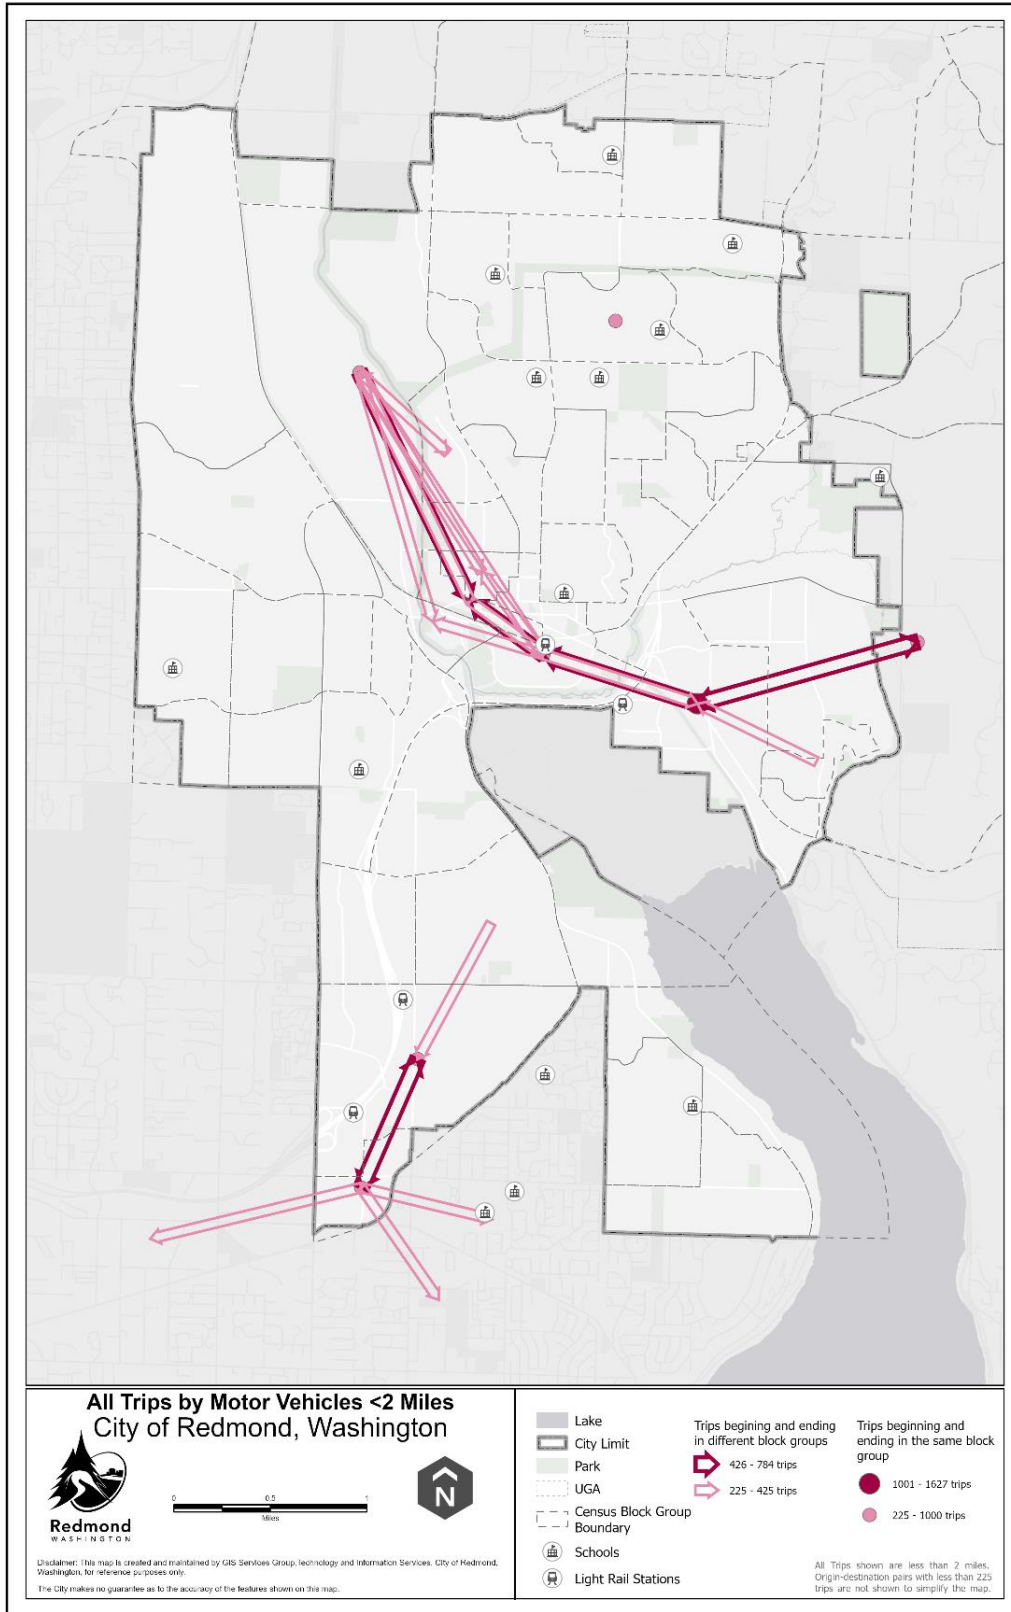 All Trips by Motor Vehicles <2 Miles
City of Redmond, Washington
Redmond
WASHINGTON
0 0.5 1
Miles
N
Disclaimer: This map is created and maintained by GIS Services Group, Technology and Information Services, City of Redmond,
Washington, for reference purposes only.
The City makes no guarantee as to the accuracy of the features shown on this map.
Lake
City Limit
Park
UGA
Census Block Group
Boundary
Schools
Light Rail Stations
Trips begining and ending
in different block groups
426 - 784 trips
225 - 425 trips
Trips beginning and
ending in the same block
group
1001 - 1627 trips
225 - 1000 trips
All Trips shown are less than 2 miles.
Origin-destination pairs with less than 225
trips are not shown to simplify the map.